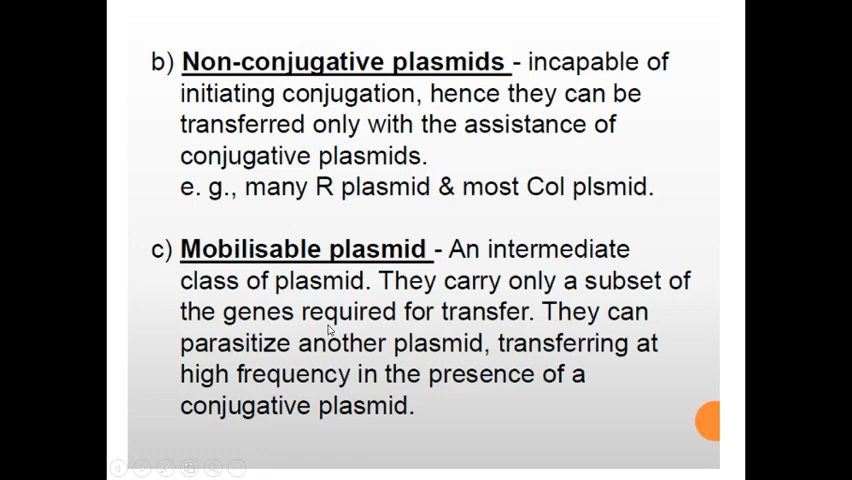 b) Non-conjugative plasmids - incapable of
initiating conjugation, hence they can be
transferred only with the assistance of
conjugative plasmids.
e. g., many R plasmid & most Col plsmid.
c) Mobilisable plasmid - An intermediate
class of plasmid. They carry only a subset of
the genes required for transfer. They can
parasitize another plasmid, transferring at
high frequency in the presence of a
conjugative plasmid.